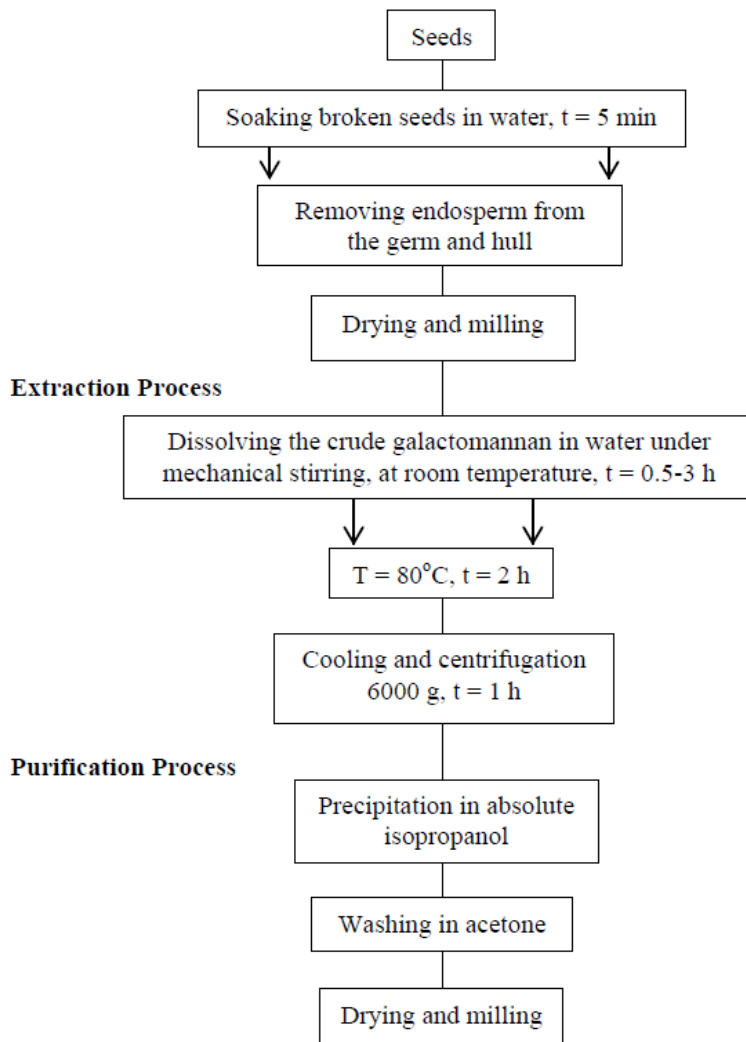 Seeds
Soaking broken seeds in water, t = 5 min
Removing endosperm from
the germ and hull
Drying and milling
Extraction Process
Dissolving the crude galactomannan in water under
mechanical stirring, at room temperature, t = 0.5-3 h
T = 80°C, t = 2 h
Cooling and centrifugation
6000 g, t = 1 h
Purification Process
Precipitation in absolute
isopropanol
Washing in acetone
Drying and milling